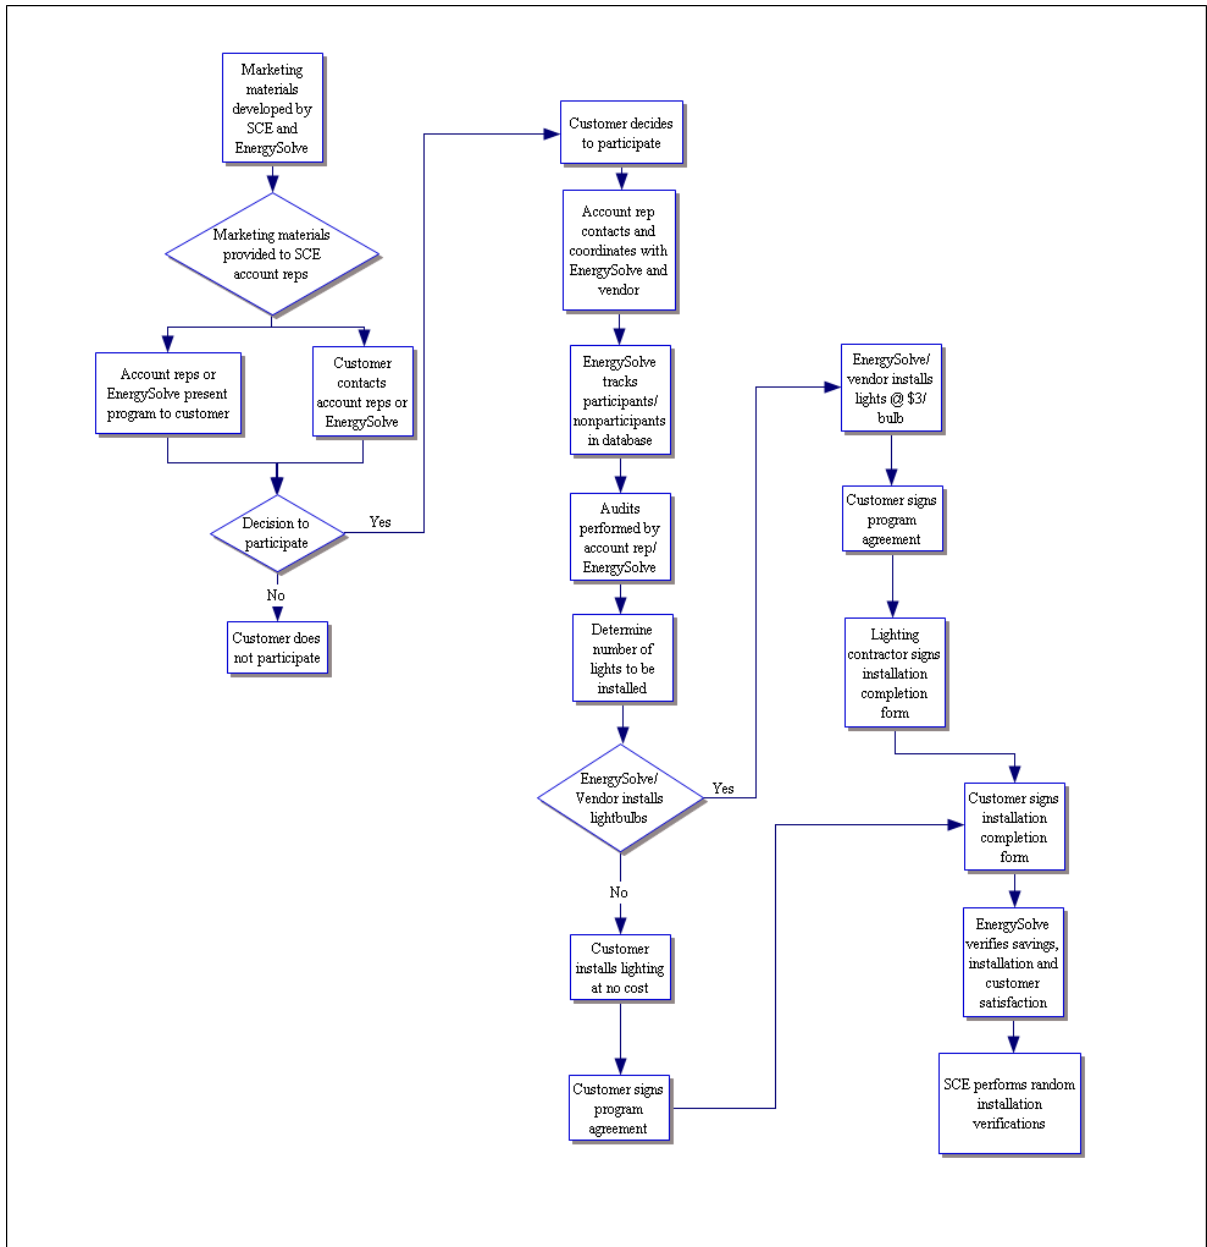 Marketing
materials
developed by
SCE and
EnergySolve
Marketing materials
provided to SCE
account reps
Account reps or
EnergySolve present
program to customer
Customer
contacts
account reps or
EnergySolve
Decision to
participate
Yes
No
Customer does
not participate
Customer decides
to participate
Account rep
contacts and
coordinates with
EnergySolve and
vendor
EnergySolve
tracks
participants/
nonparticipants
in database
Audits
performed by
account rep/
EnergySolve
Determine
number of
lights to be
installed
EnergySolve/
Vendor installs
lightbulbs
Yes
No
Customer
installs lighting
at no cost
Customer signs
program
agreement
EnergySolve/
vendor installs
lights @ $3/
bulb
Customer signs
program
agreement
Lighting
contractor signs
installation
completion
form
Customer signs
installation
completion
form
EnergySolve
verifies savings,
installation and
customer
satisfaction
SCE performs random
installation
verifications